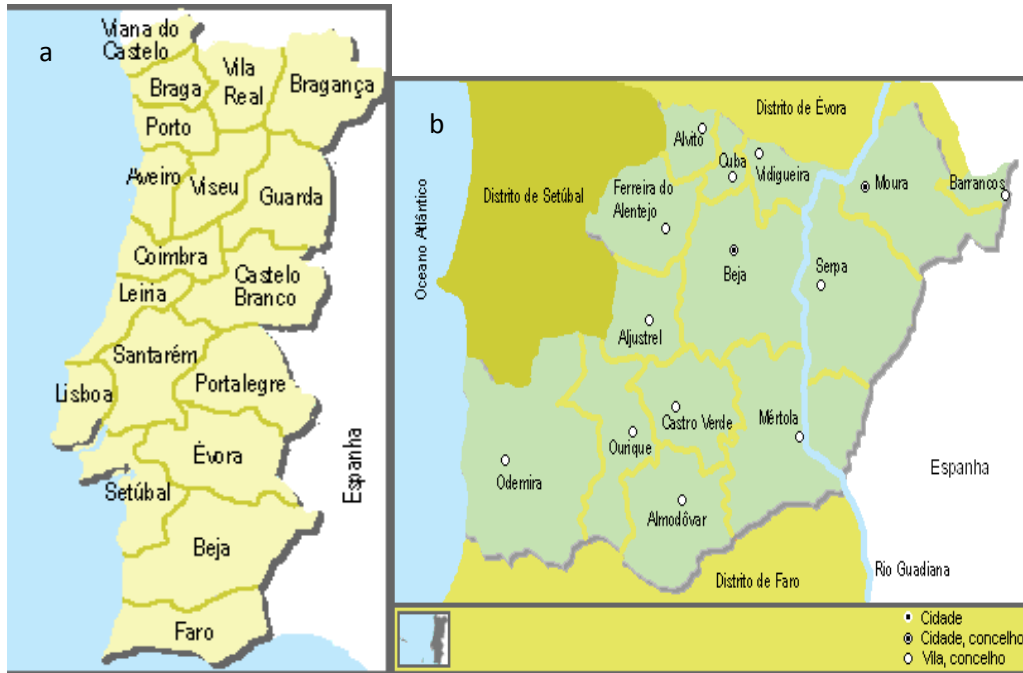 a
Viana do
Castelo
Braga
Vila
Real
Bragança
Porto
Aveiro
Viseu
Guarda
Coimbra
Castelo
Branco
Leiria
Santarém
Lisboa
Portalegre
Évora
Setúbal
Beja
Faro
Espanha
b
Distrito de Évora
Distrito de Setúbal
Oceano Atlântico
Alvito
Cuba
Vidigueira
Ferreira do
Alentejo
Moura
Barrancos
Beja
Serpa
Aljustrel
Castro Verde
Mértola
Ourique
Odemira
Almodôvar
Espanha
Distrito de Faro
Rio Guadiana
Cidade
Cidade, concelho
Vila, concelho